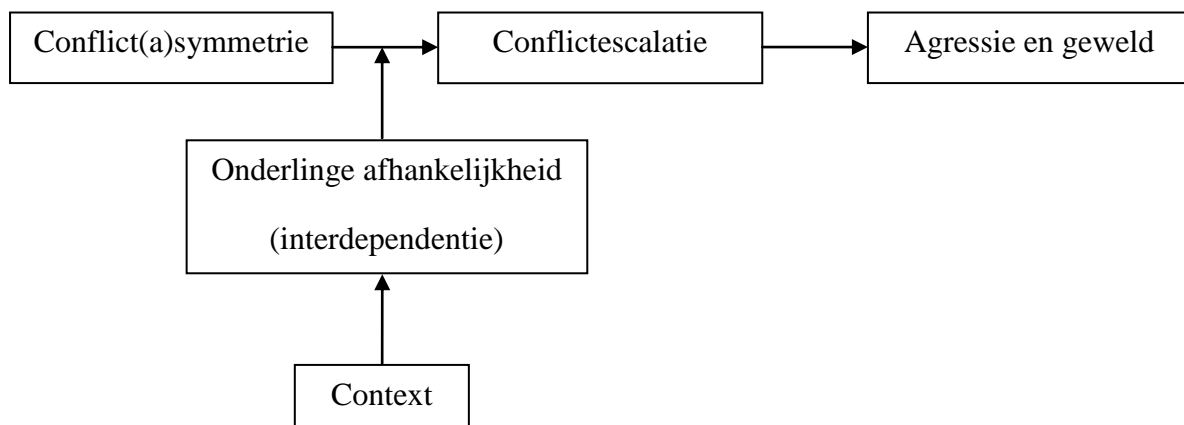 Conflict(a)symmetrie
Conflictescalatie
Agressie en geweld
Onderlinge afhankelijkheid
(interdependentie)
Context